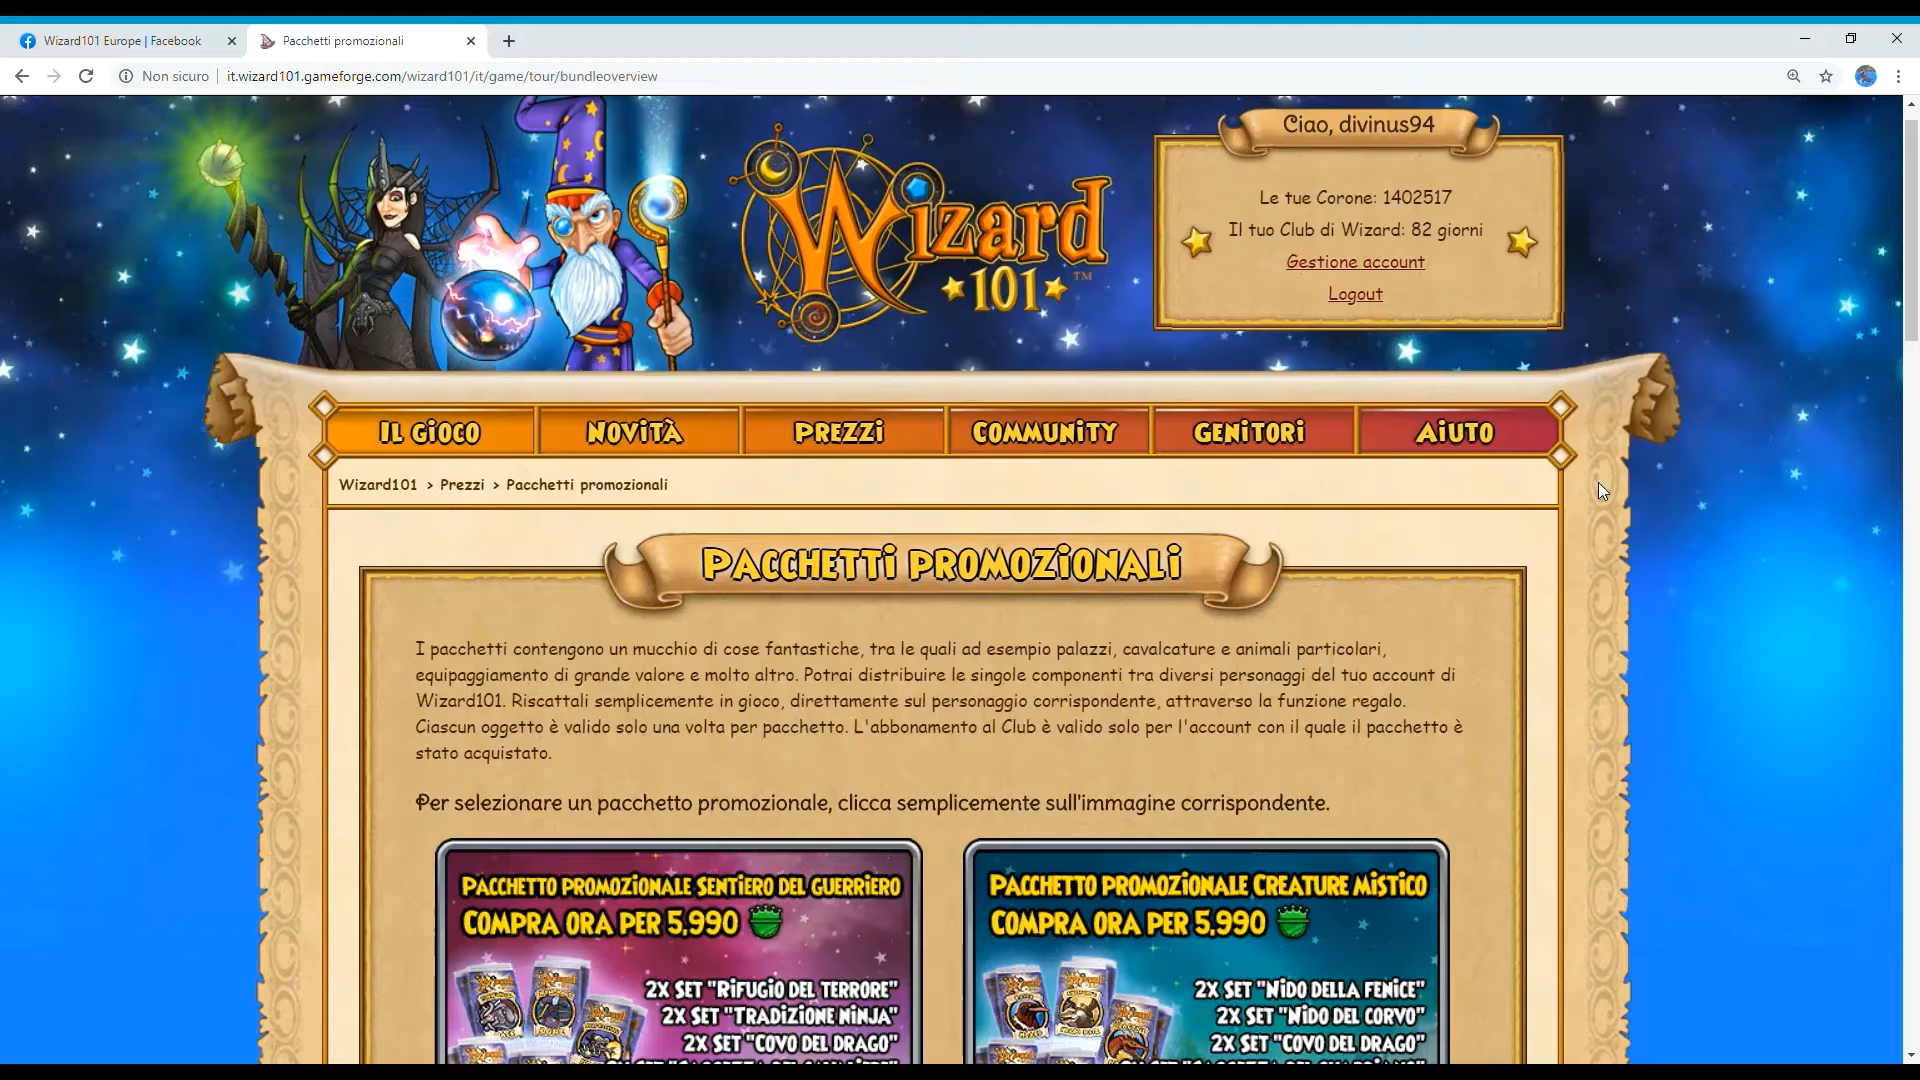 Wizard101 Europe | Facebook
Pacchetti promozionali
Non sicuro
it.wizard101.gameforge.com/wizard101/it/game/tour/bundleoverview
Wizard
101
TM
Ciao, divinus94
Le tue Corone: 1402517
Il tuo Club di Wizard: 82 giorni
Gestione account
Logout
IL GIOCO
NOVITÀ
PREZZI
COMMUNITY
GENITORI
AIUTO
Wizard101 > Prezzi > Pacchetti promozionali
PACCHETTI PROMOZIONALI
I pacchetti contengono un mucchio di cose fantastiche, tra le quali ad esempio palazzi, cavalcature e animali particolari,
equipaggiamento di grande valore e molto altro. Potrai distribuire le singole componenti tra diversi personaggi del tuo account di
Wizard101. Riscattali semplicemente in gioco, direttamente sul personaggio corrispondente, attraverso la funzione regalo.
Ciascun oggetto è valido solo una volta per pacchetto. L'abbonamento al Club è valido solo per l'account con il quale il pacchetto è
stato acquistato.
Per selezionare un pacchetto promozionale, clicca semplicemente sull'immagine corrispondente.
PACCHETTO PROMOZIONALE SENTIERO DEL GUERRIERO
COMPRA ORA PER 5,990
2X SET "RIFUGIO DEL TERRORE"
2X SET "TRADIZIONE NINJA"
2X SET "COVO DEL DRAGO"
PACCHETTO PROMOZIONALE CREATURE MISTICO
COMPRA ORA PER 5,990
2X SET "NIDO DELLA FENICE"
2X SET "NIDO DEL CORVO"
2X SET "COVO DEL DRAGO"